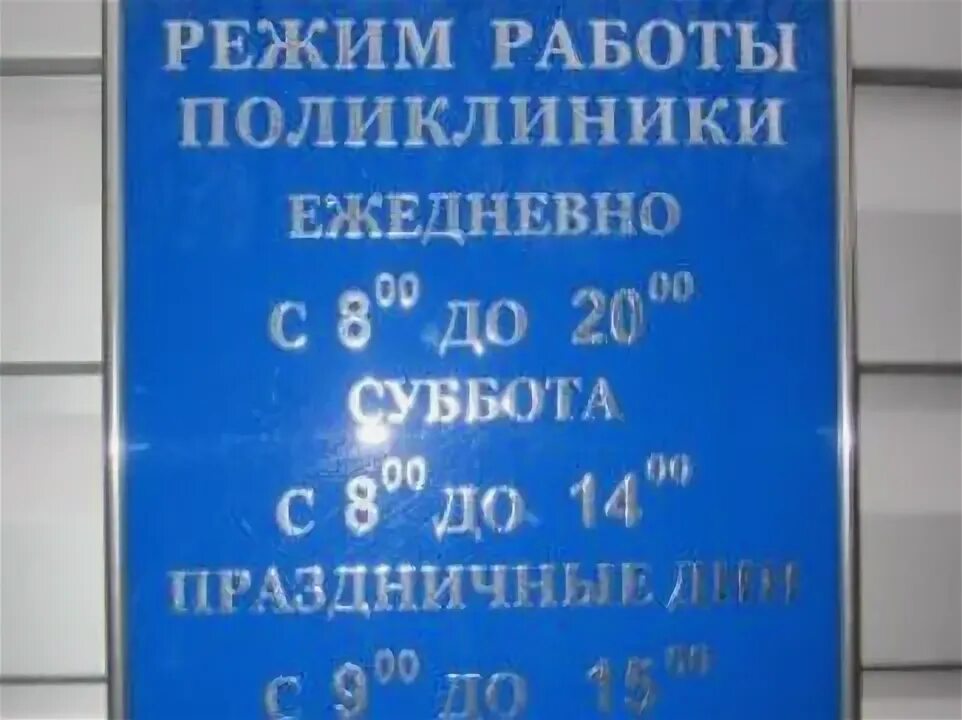 РЕЖИМ РАБОТЫ
ПОЛИКЛИНИКИ
ЕЖЕДНЕВНО
С 8⁰⁰ ДО 20⁰⁰
СУББОТА
С 8⁰⁰ ДО 14⁰⁰
ПРАЗДНИЧНЫЕ ДНИ
С 9⁰⁰ ДО 15⁰⁰